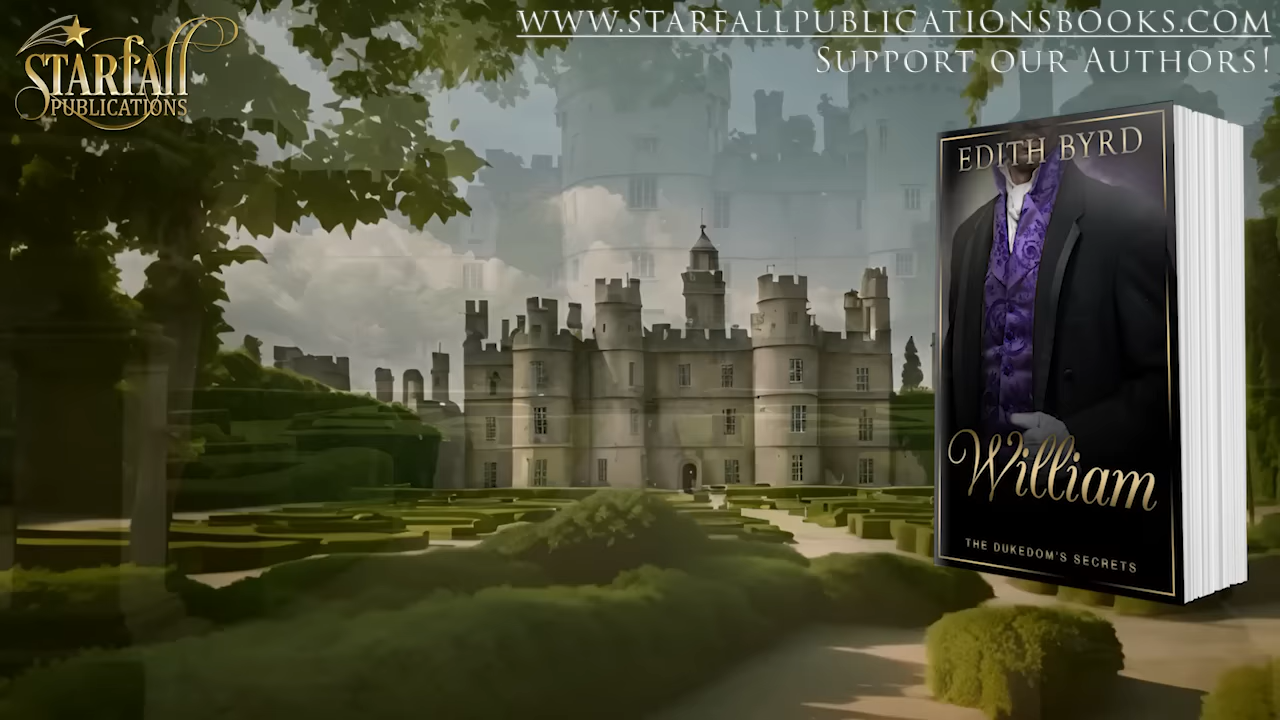 STARfall
PUBLICATIONS
WWW.STARFALLPUBLICATIONSBOOKS.COM
SUPPORT OUR AUTHORS!
EDITH BYRD
William
THE DUKEDOM'S SECRETS